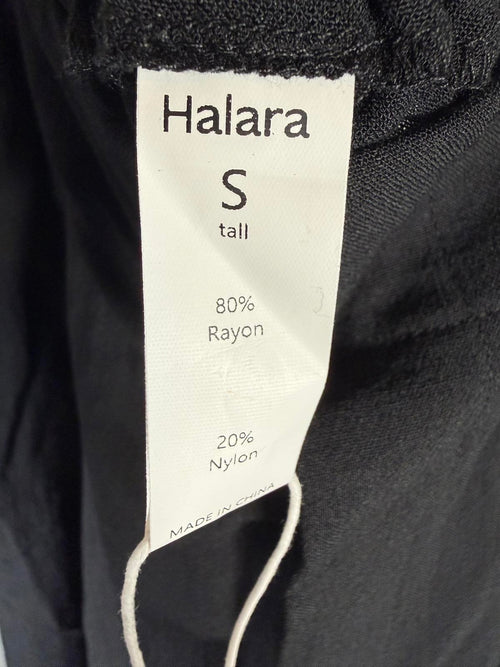 Halara
S
tall
80%
Rayon
20%
Nylon
MADE IN CHINA